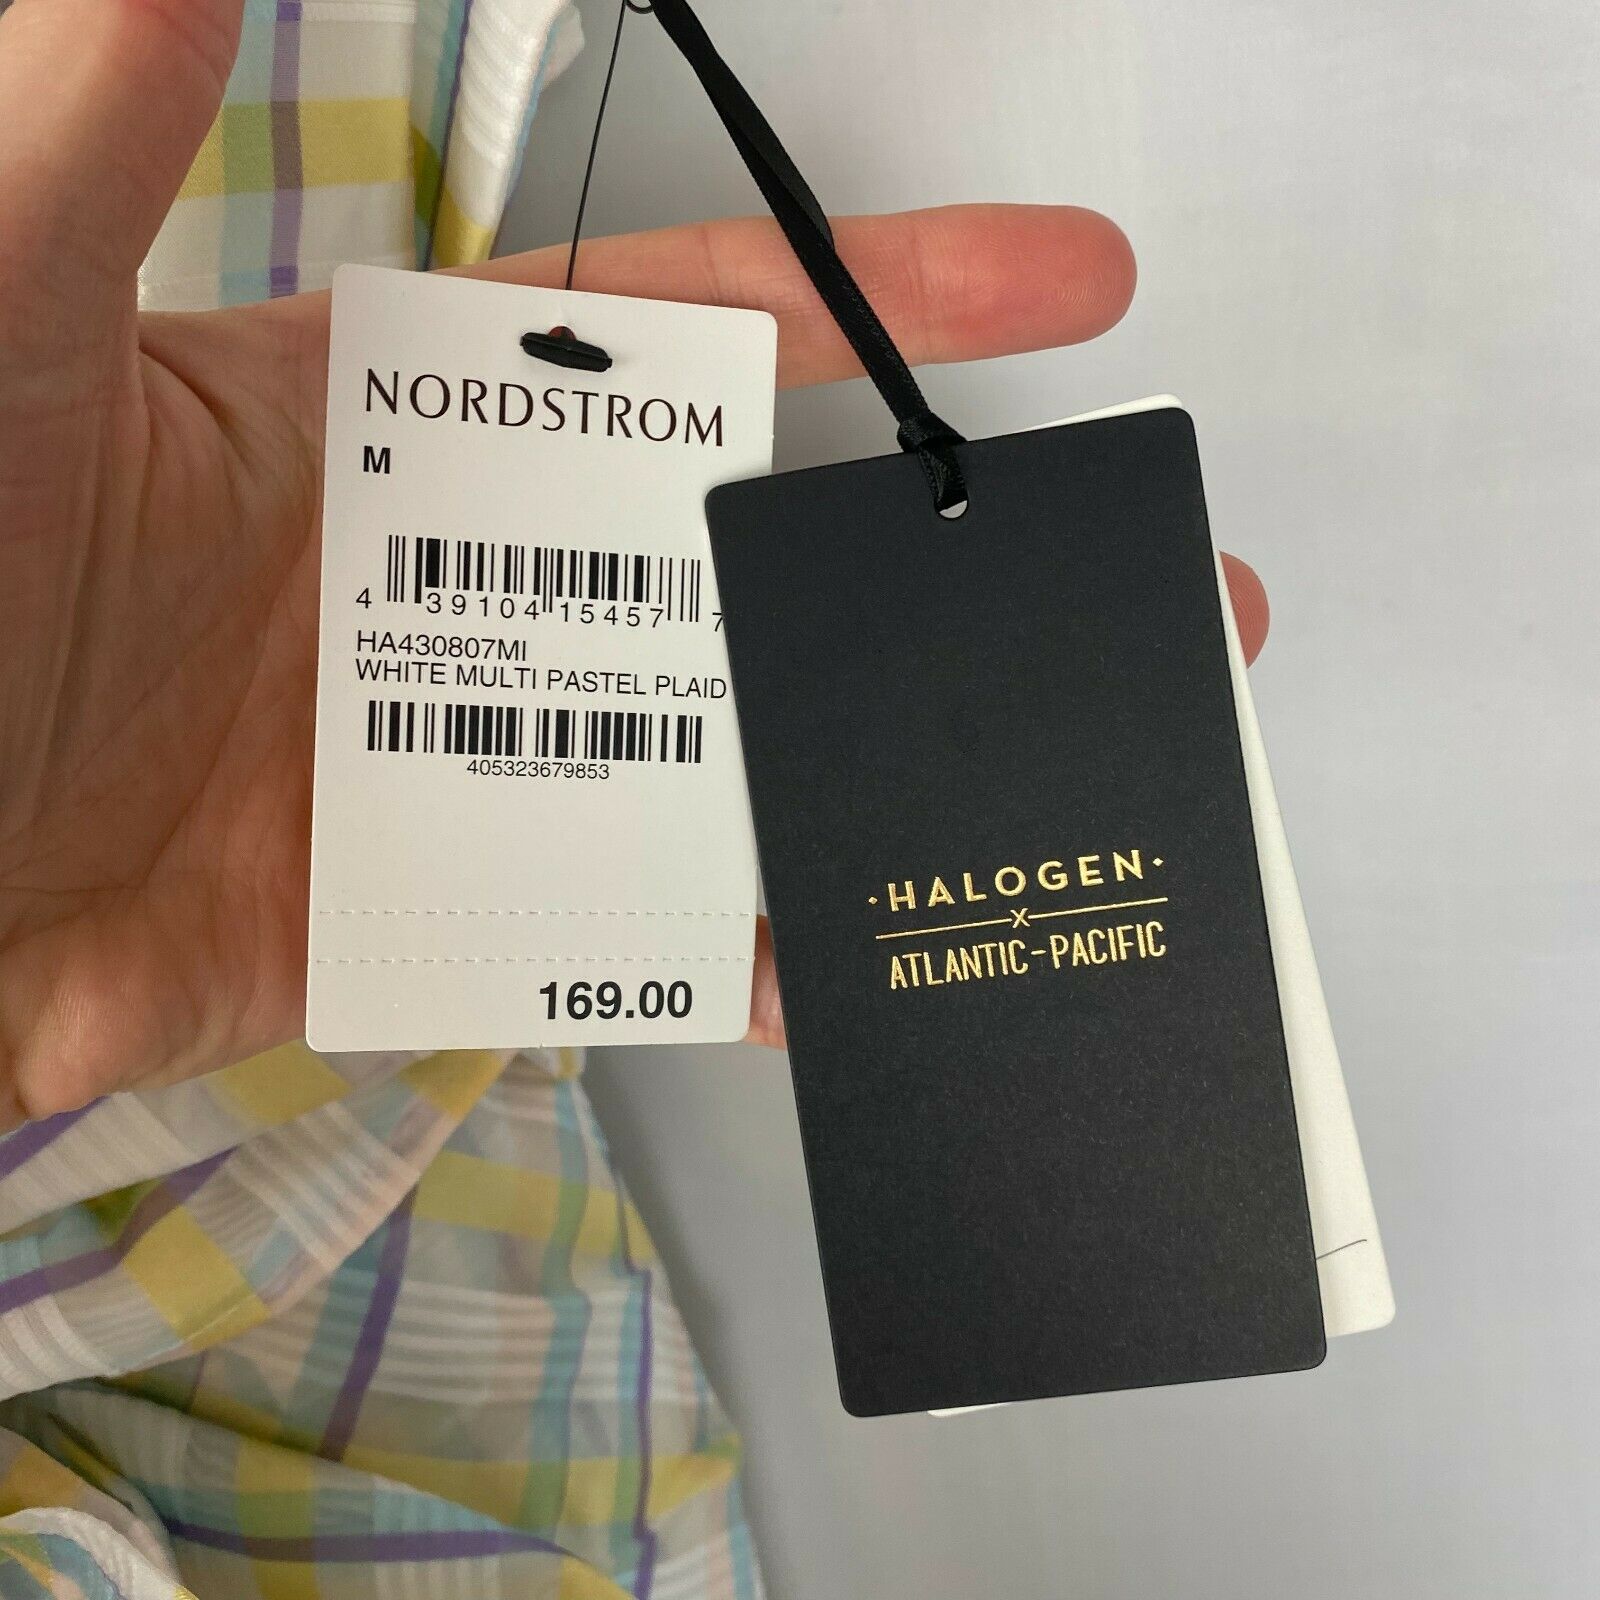 NORDSTROM
M
4 39104 15457 7
HA430807MI
WHITE MULTI PASTEL PLAID
405323679853
169.00
·HALOGEN·
X
ATLANTIC-PACIFIC